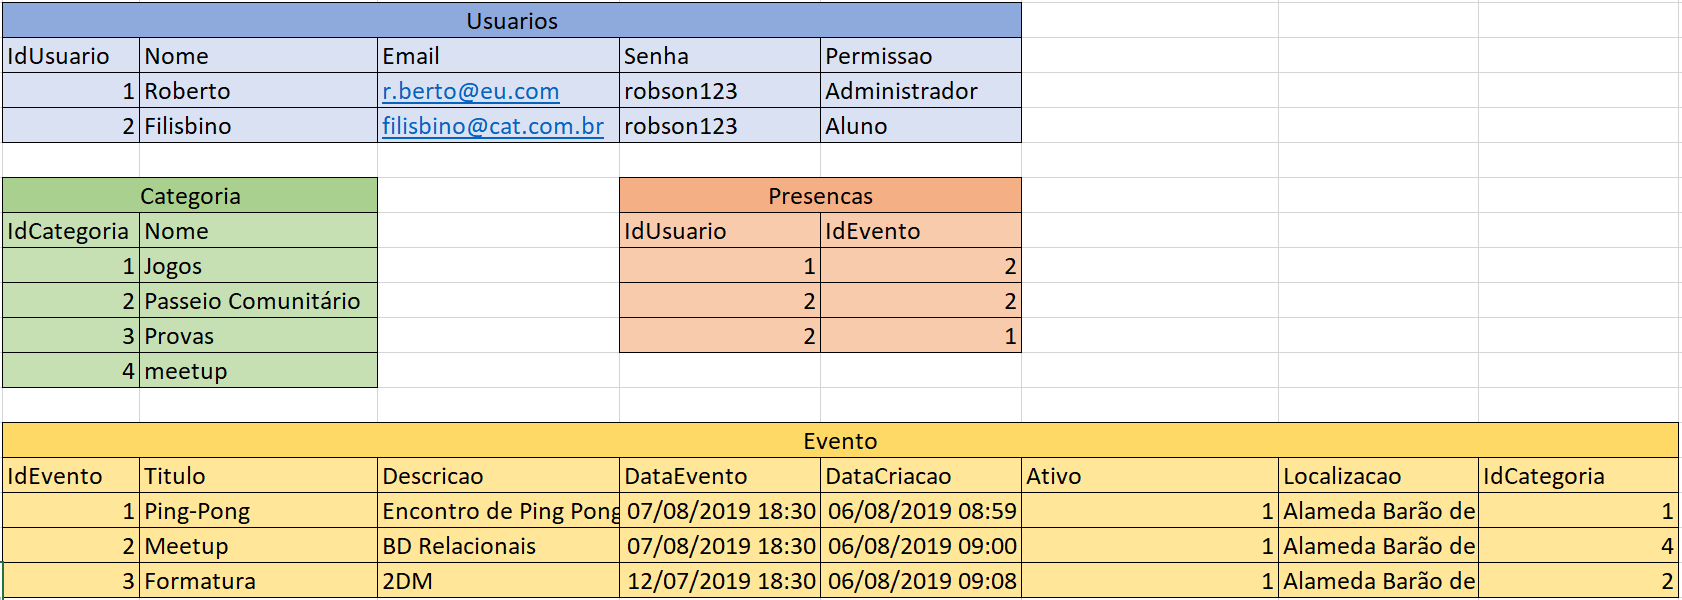 Usuarios
IdUsuario Nome Email Senha Permissao
1 Roberto r.berto@eu.com robson123 Administrador
2 Filisbino filisbino@cat.com.br robson123 Aluno
Categoria Presencas
IdCategoria Nome IdUsuario IdEvento
1 Jogos 1 2
2 Passeio Comunitário 2 2
3 Provas 2 1
4 meetup
Evento
IdEvento Titulo Descricao DataEvento DataCriacao Ativo Localizacao IdCategoria
1 Ping-Pong Encontro de Ping Pong 07/08/2019 18:30 06/08/2019 08:59 1 Alameda Barão de 1
2 Meetup BD Relacionais 07/08/2019 18:30 06/08/2019 09:00 1 Alameda Barão de 4
3 Formatura 2DM 12/07/2019 18:30 06/08/2019 09:08 1 Alameda Barão de 2